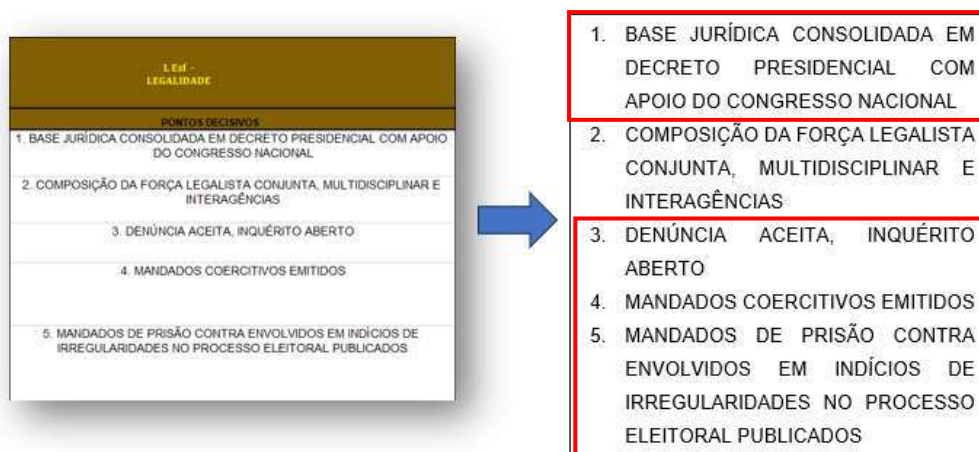 L Esf -
LEGALIDADE
PONTOS DECISIVOS
1. BASE JURÍDICA CONSOLIDADA EM DECRETO PRESIDENCIAL COM APOIO
DO CONGRESSO NACIONAL
2. COMPOSIÇÃO DA FORÇA LEGALISTA CONJUNTA, MULTIDISCIPLINAR E
INTERAGÊNCIAS
3. DENÚNCIA ACEITA, INQUÉRITO ABERTO
4. MANDADOS COERCITIVOS EMITIDOS
5. MANDADOS DE PRISÃO CONTRA ENVOLVIDOS EM INDÍCIOS DE
IRREGULARIDADES NO PROCESSO ELEITORAL PUBLICADOS
1. BASE JURÍDICA CONSOLIDADA EM
DECRETO PRESIDENCIAL COM
APOIO DO CONGRESSO NACIONAL
2. COMPOSIÇÃO DA FORÇA LEGALISTA
CONJUNTA, MULTIDISCIPLINAR E
INTERAGÊNCIAS
3. DENÚNCIA ACEITA, INQUÉRITO
ABERTO
4. MANDADOS COERCITIVOS EMITIDOS
5. MANDADOS DE PRISÃO CONTRA
ENVOLVIDOS EM INDÍCIOS DE
IRREGULARIDADES NO PROCESSO
ELEITORAL PUBLICADOS